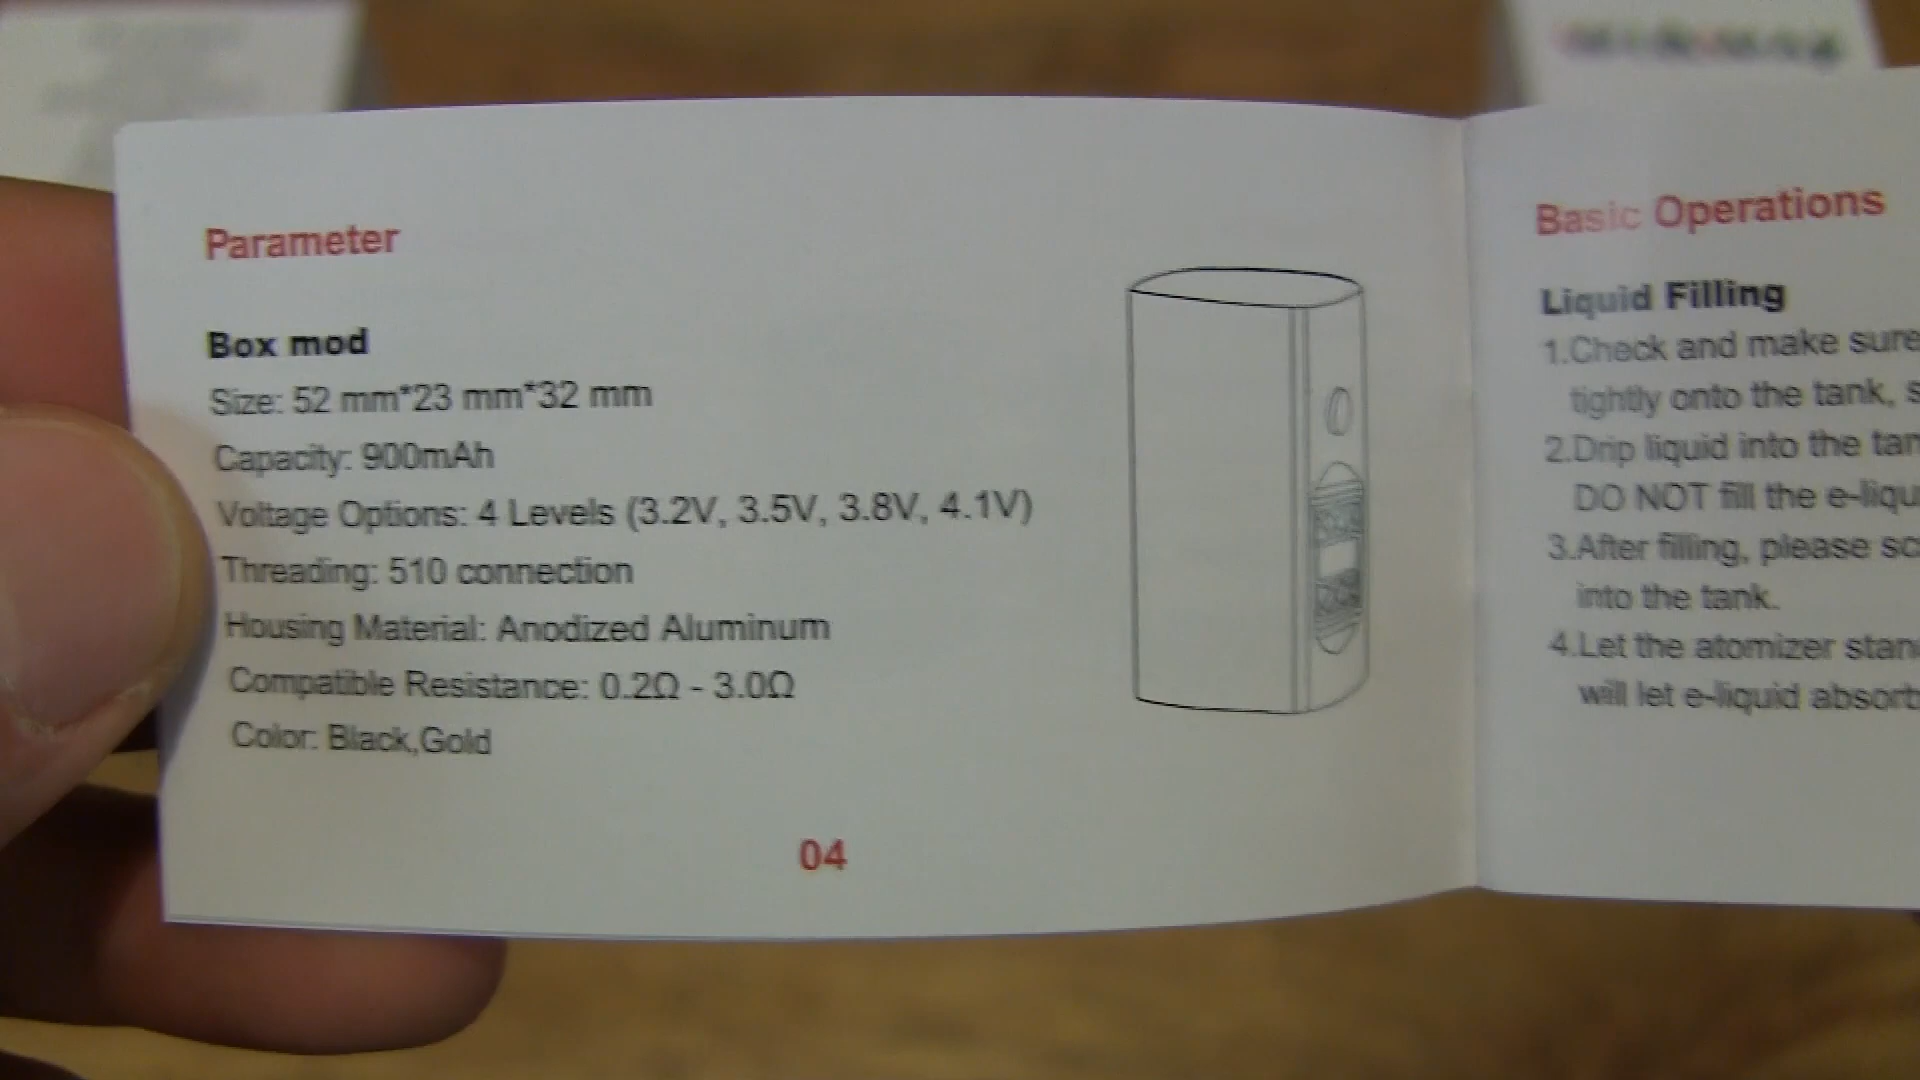 Parameter
Box mod
Size: 52 mm*23 mm*32 mm
Capacity: 900mAh
Voltage Options: 4 Levels (3.2V, 3.5V, 3.8V, 4.1V)
Threading: 510 connection
Housing Material: Anodized Aluminum
Compatible Resistance: 0.2Ω - 3.0Ω
Color: Black,Gold
04
Basic Operations
Liquid Filling
1.Check and make sure
tightly onto the tank,
2.Drip liquid into the
DO NOT fill the
3.After filling, please
into the tank.
4.Let the atomizer
will let e-liquid